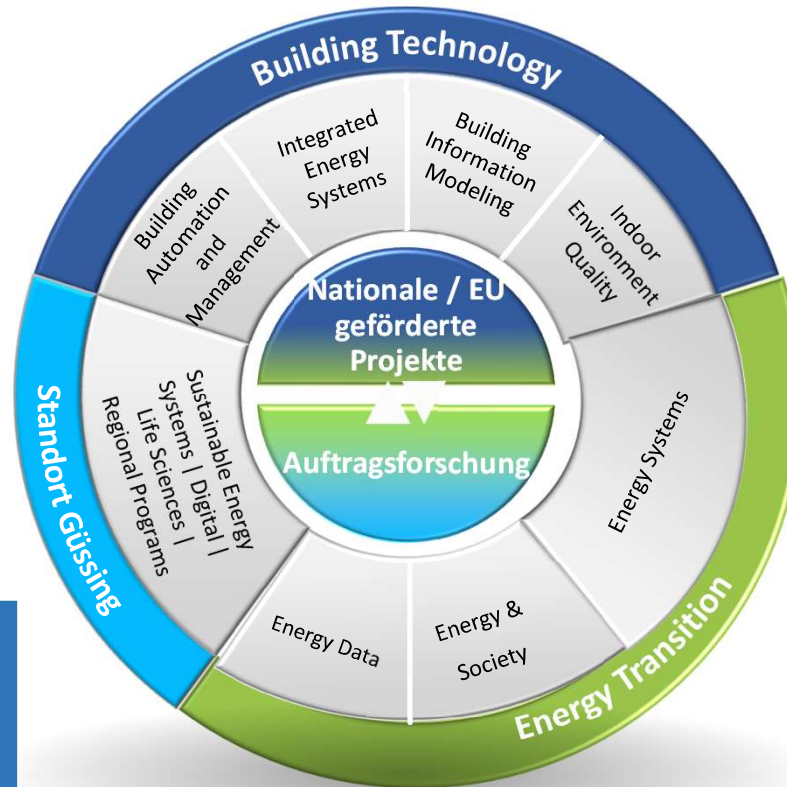 Building Technology
Building
Automation
and
Management
Integrated
Energy
Systems
Building
Information
Modeling
Indoor
Environment
Quality
Nationale / EU
geförderte
Projekte
Auftragsforschung
Standort Güssing
Sustainable Energy
Systems | Digital |
Life Sciences |
Regional Programs
Energy Systems
Energy Data
Energy &
Society
Energy Transition